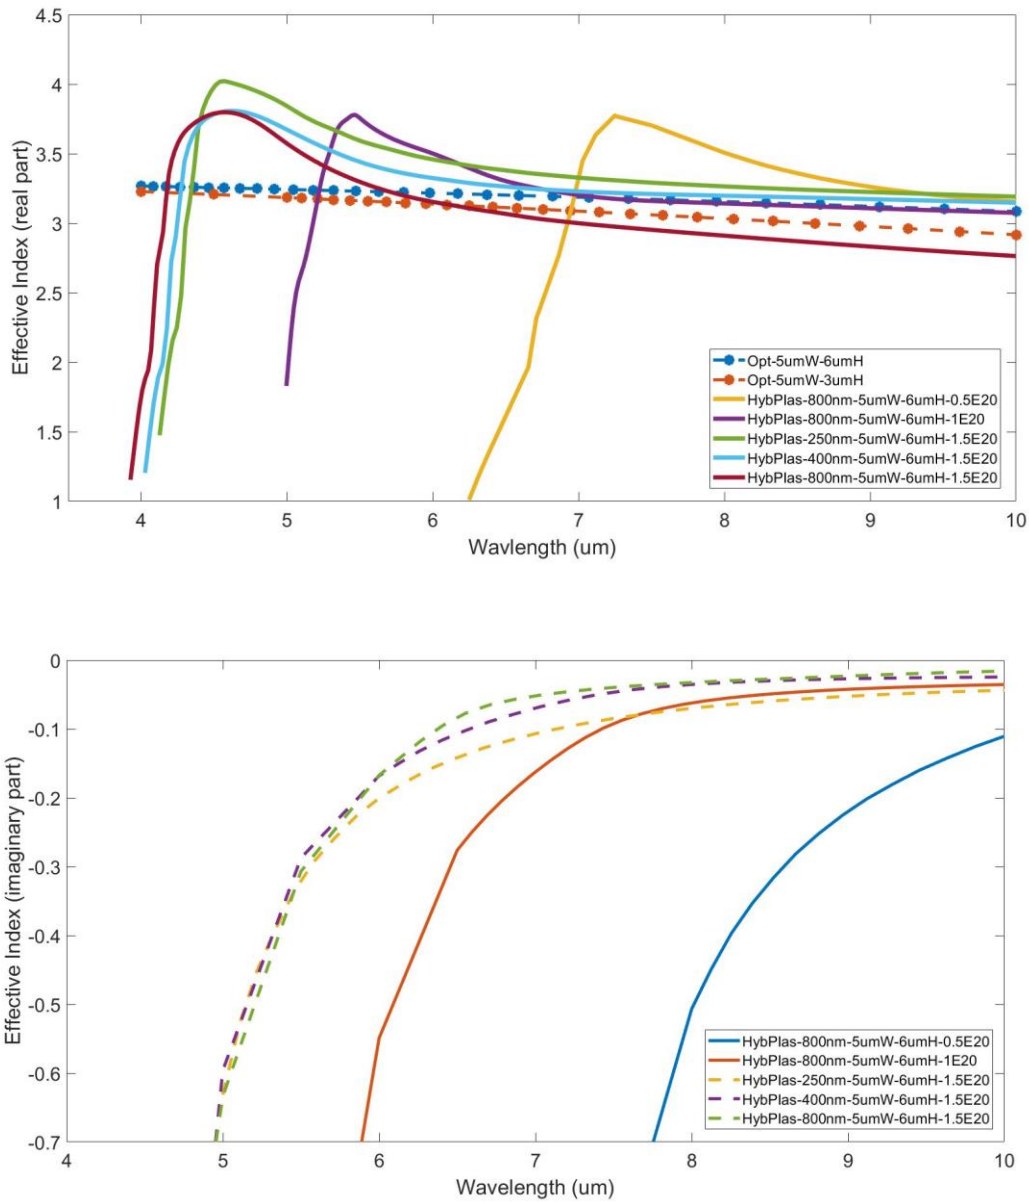 4.5
4
3.5
3
2.5
2
1.5
1
Effective Index (real part)
Opt-5umW-6umH
Opt-5umW-3umH
HybPlas-800nm-5umW-6umH-0.5E20
HybPlas-800nm-5umW-6umH-1E20
HybPlas-250nm-5umW-6umH-1.5E20
HybPlas-400nm-5umW-6umH-1.5E20
HybPlas-800nm-5umW-6umH-1.5E20
4 5 6 7 8 9 10
Wavlength (um)
0
-0.1
-0.2
-0.3
-0.4
-0.5
-0.6
-0.7
Effective Index (imaginary part)
HybPlas-800nm-5umW-6umH-0.5E20
HybPlas-800nm-5umW-6umH-1E20
HybPlas-250nm-5umW-6umH-1.5E20
HybPlas-400nm-5umW-6umH-1.5E20
HybPlas-800nm-5umW-6umH-1.5E20
4 5 6 7 8 9 10
Wavelength (um)